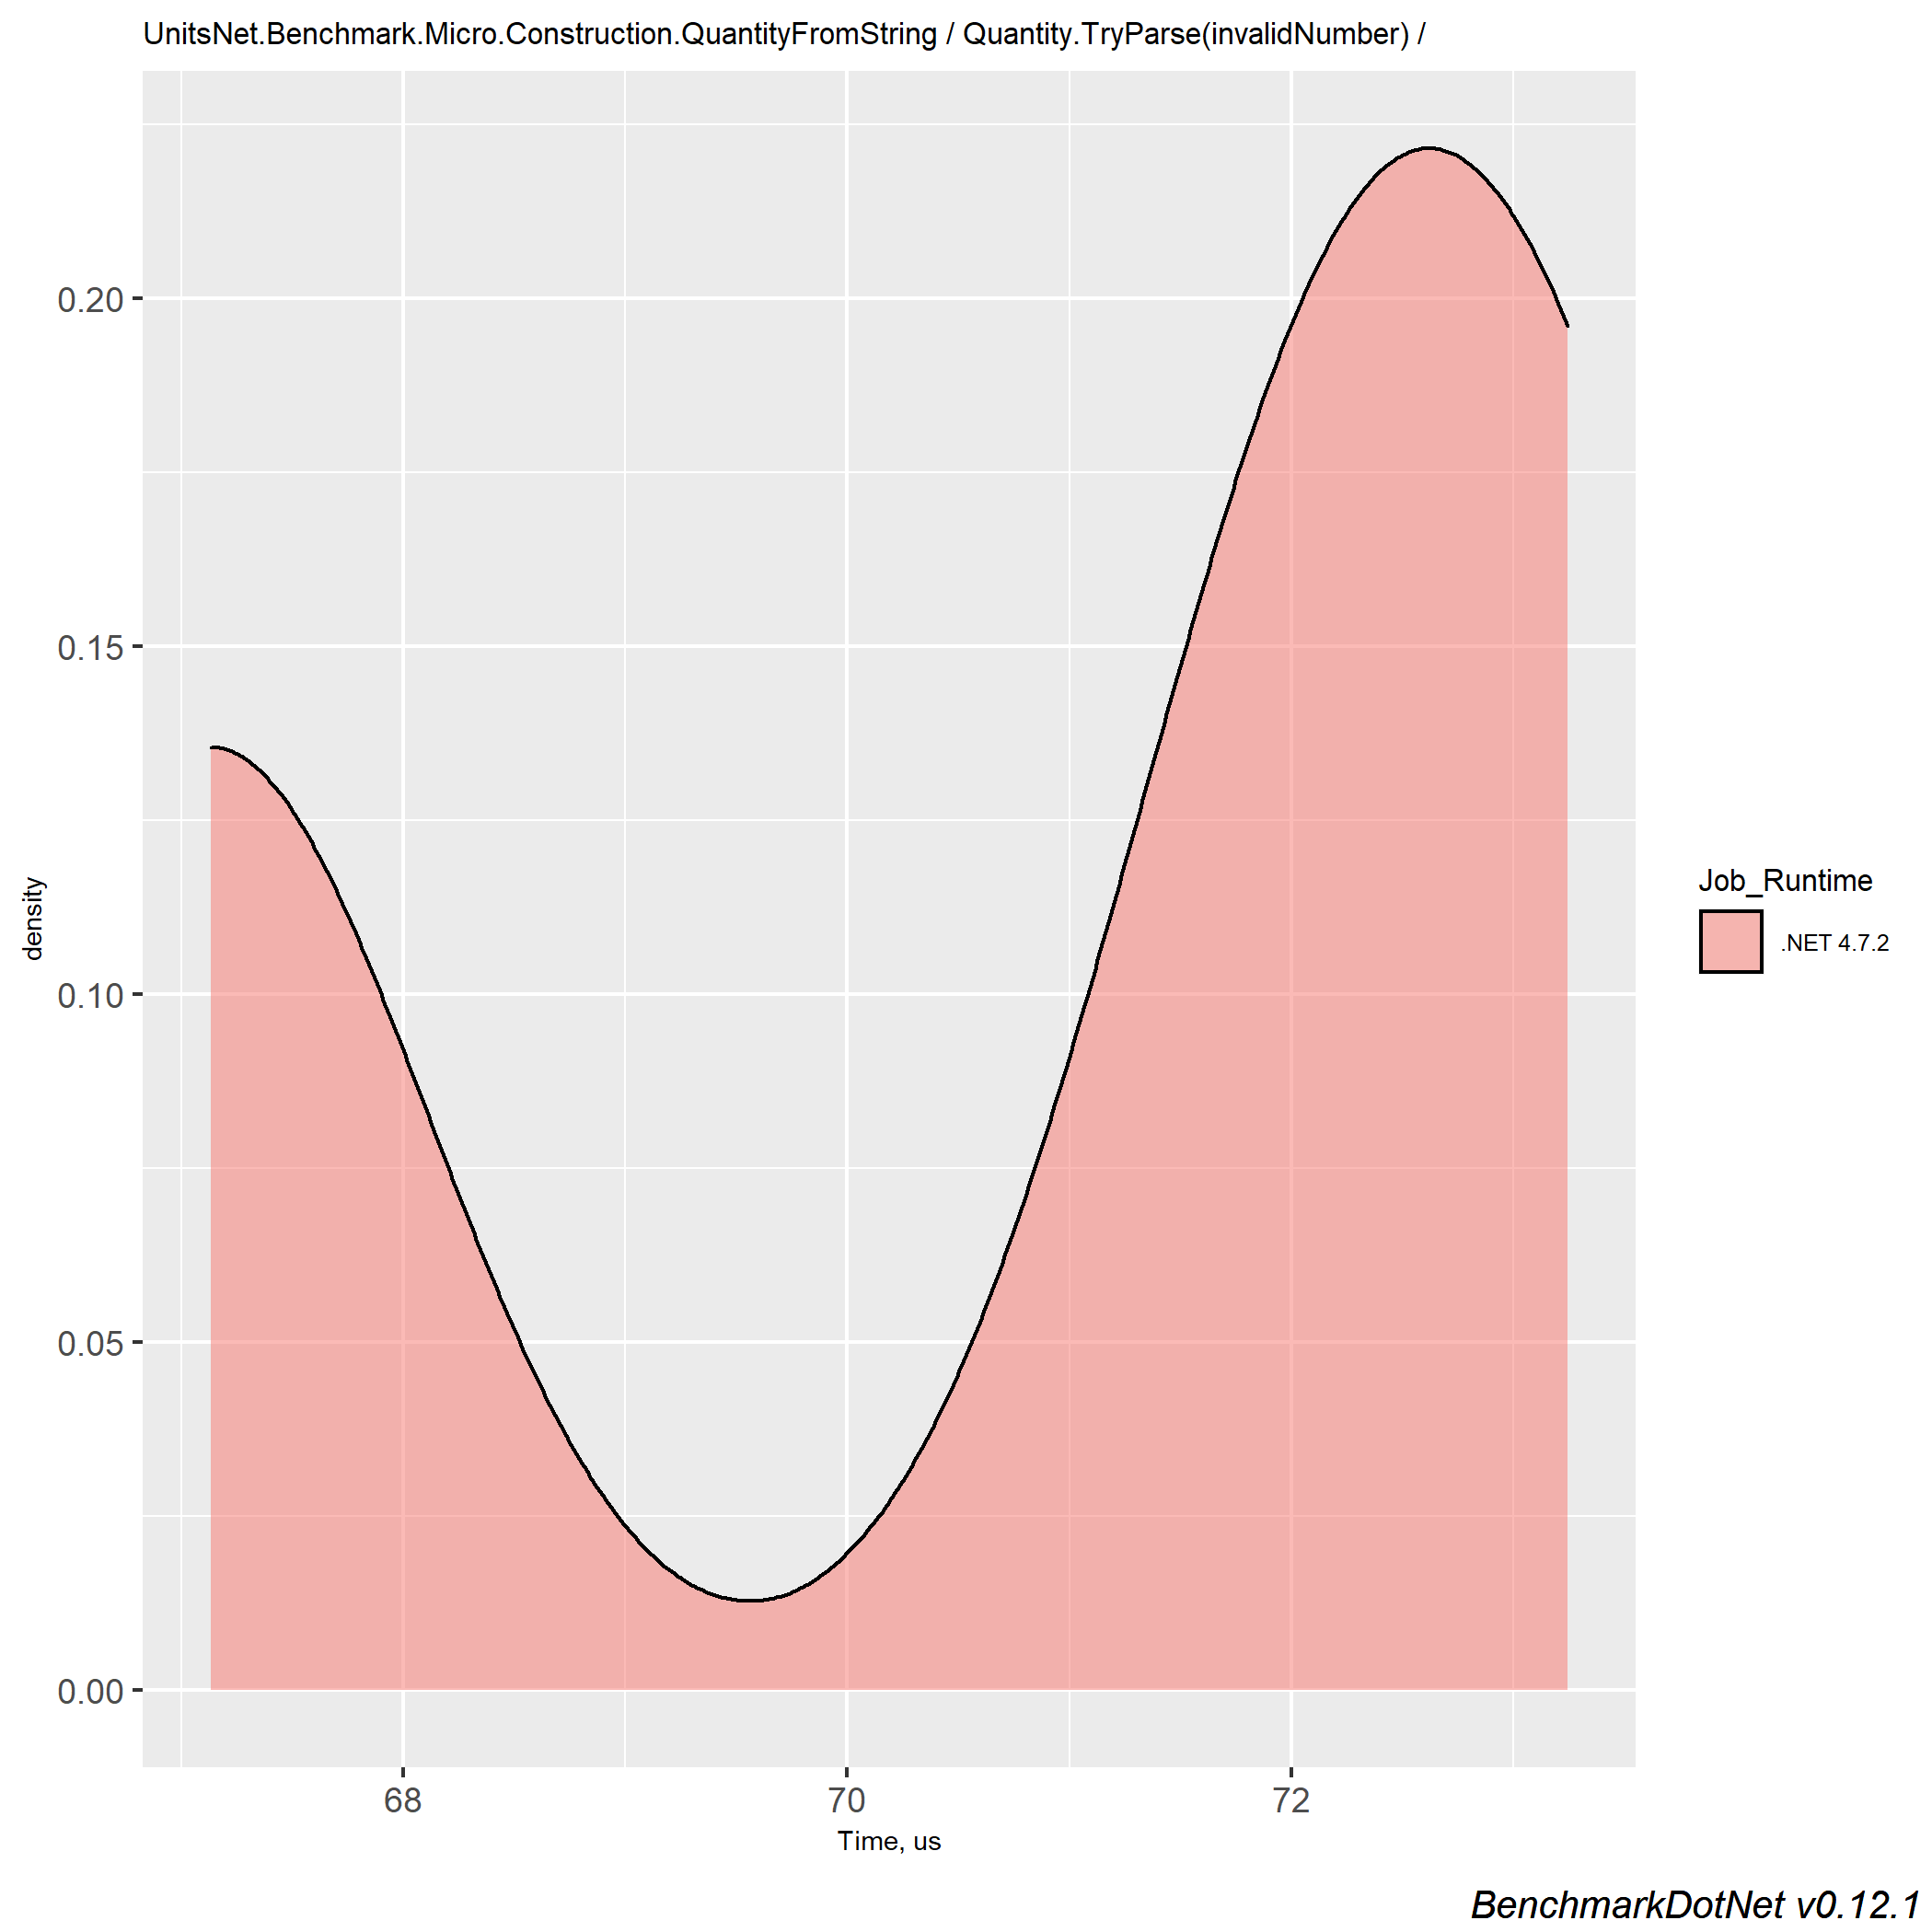 UnitsNet.Benchmark.Micro.Construction.QuantityFromString / Quantity.TryParse(invalidNumber) /
0.20
0.15
0.10
0.05
0.00
density
68 70 72
Time, us
Job_Runtime
.NET 4.7.2
BenchmarkDotNet v0.12.1